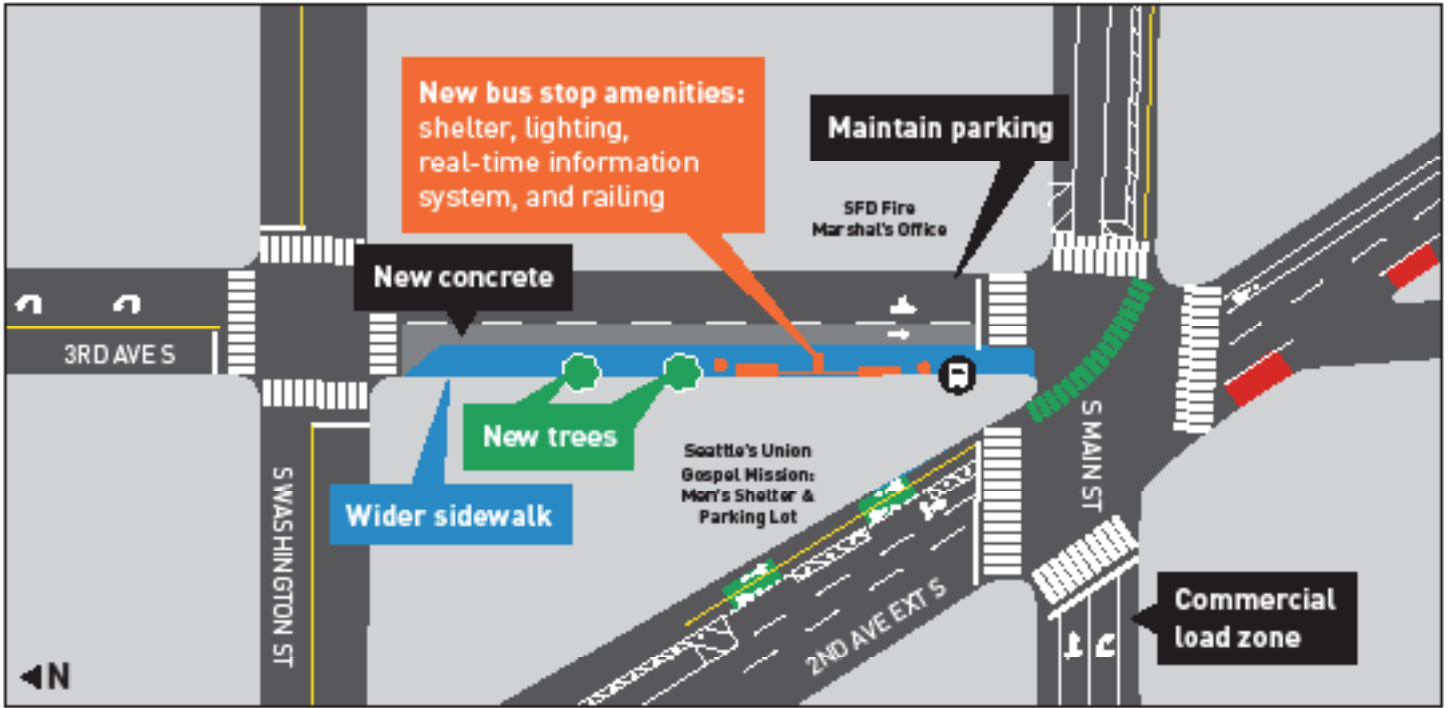 New bus stop amenities:
shelter, lighting,
real-time information
system, and railing
Maintain parking
SFD Fire
Marshal's Office
New concrete
3RD AVE S
New trees
Seattle's Union
Gospel Mission:
Men's Shelter &
Parking Lot
Wider sidewalk
S WASHINGTON ST
S MAIN ST
2ND AVE EXT S
Commercial
load zone
N